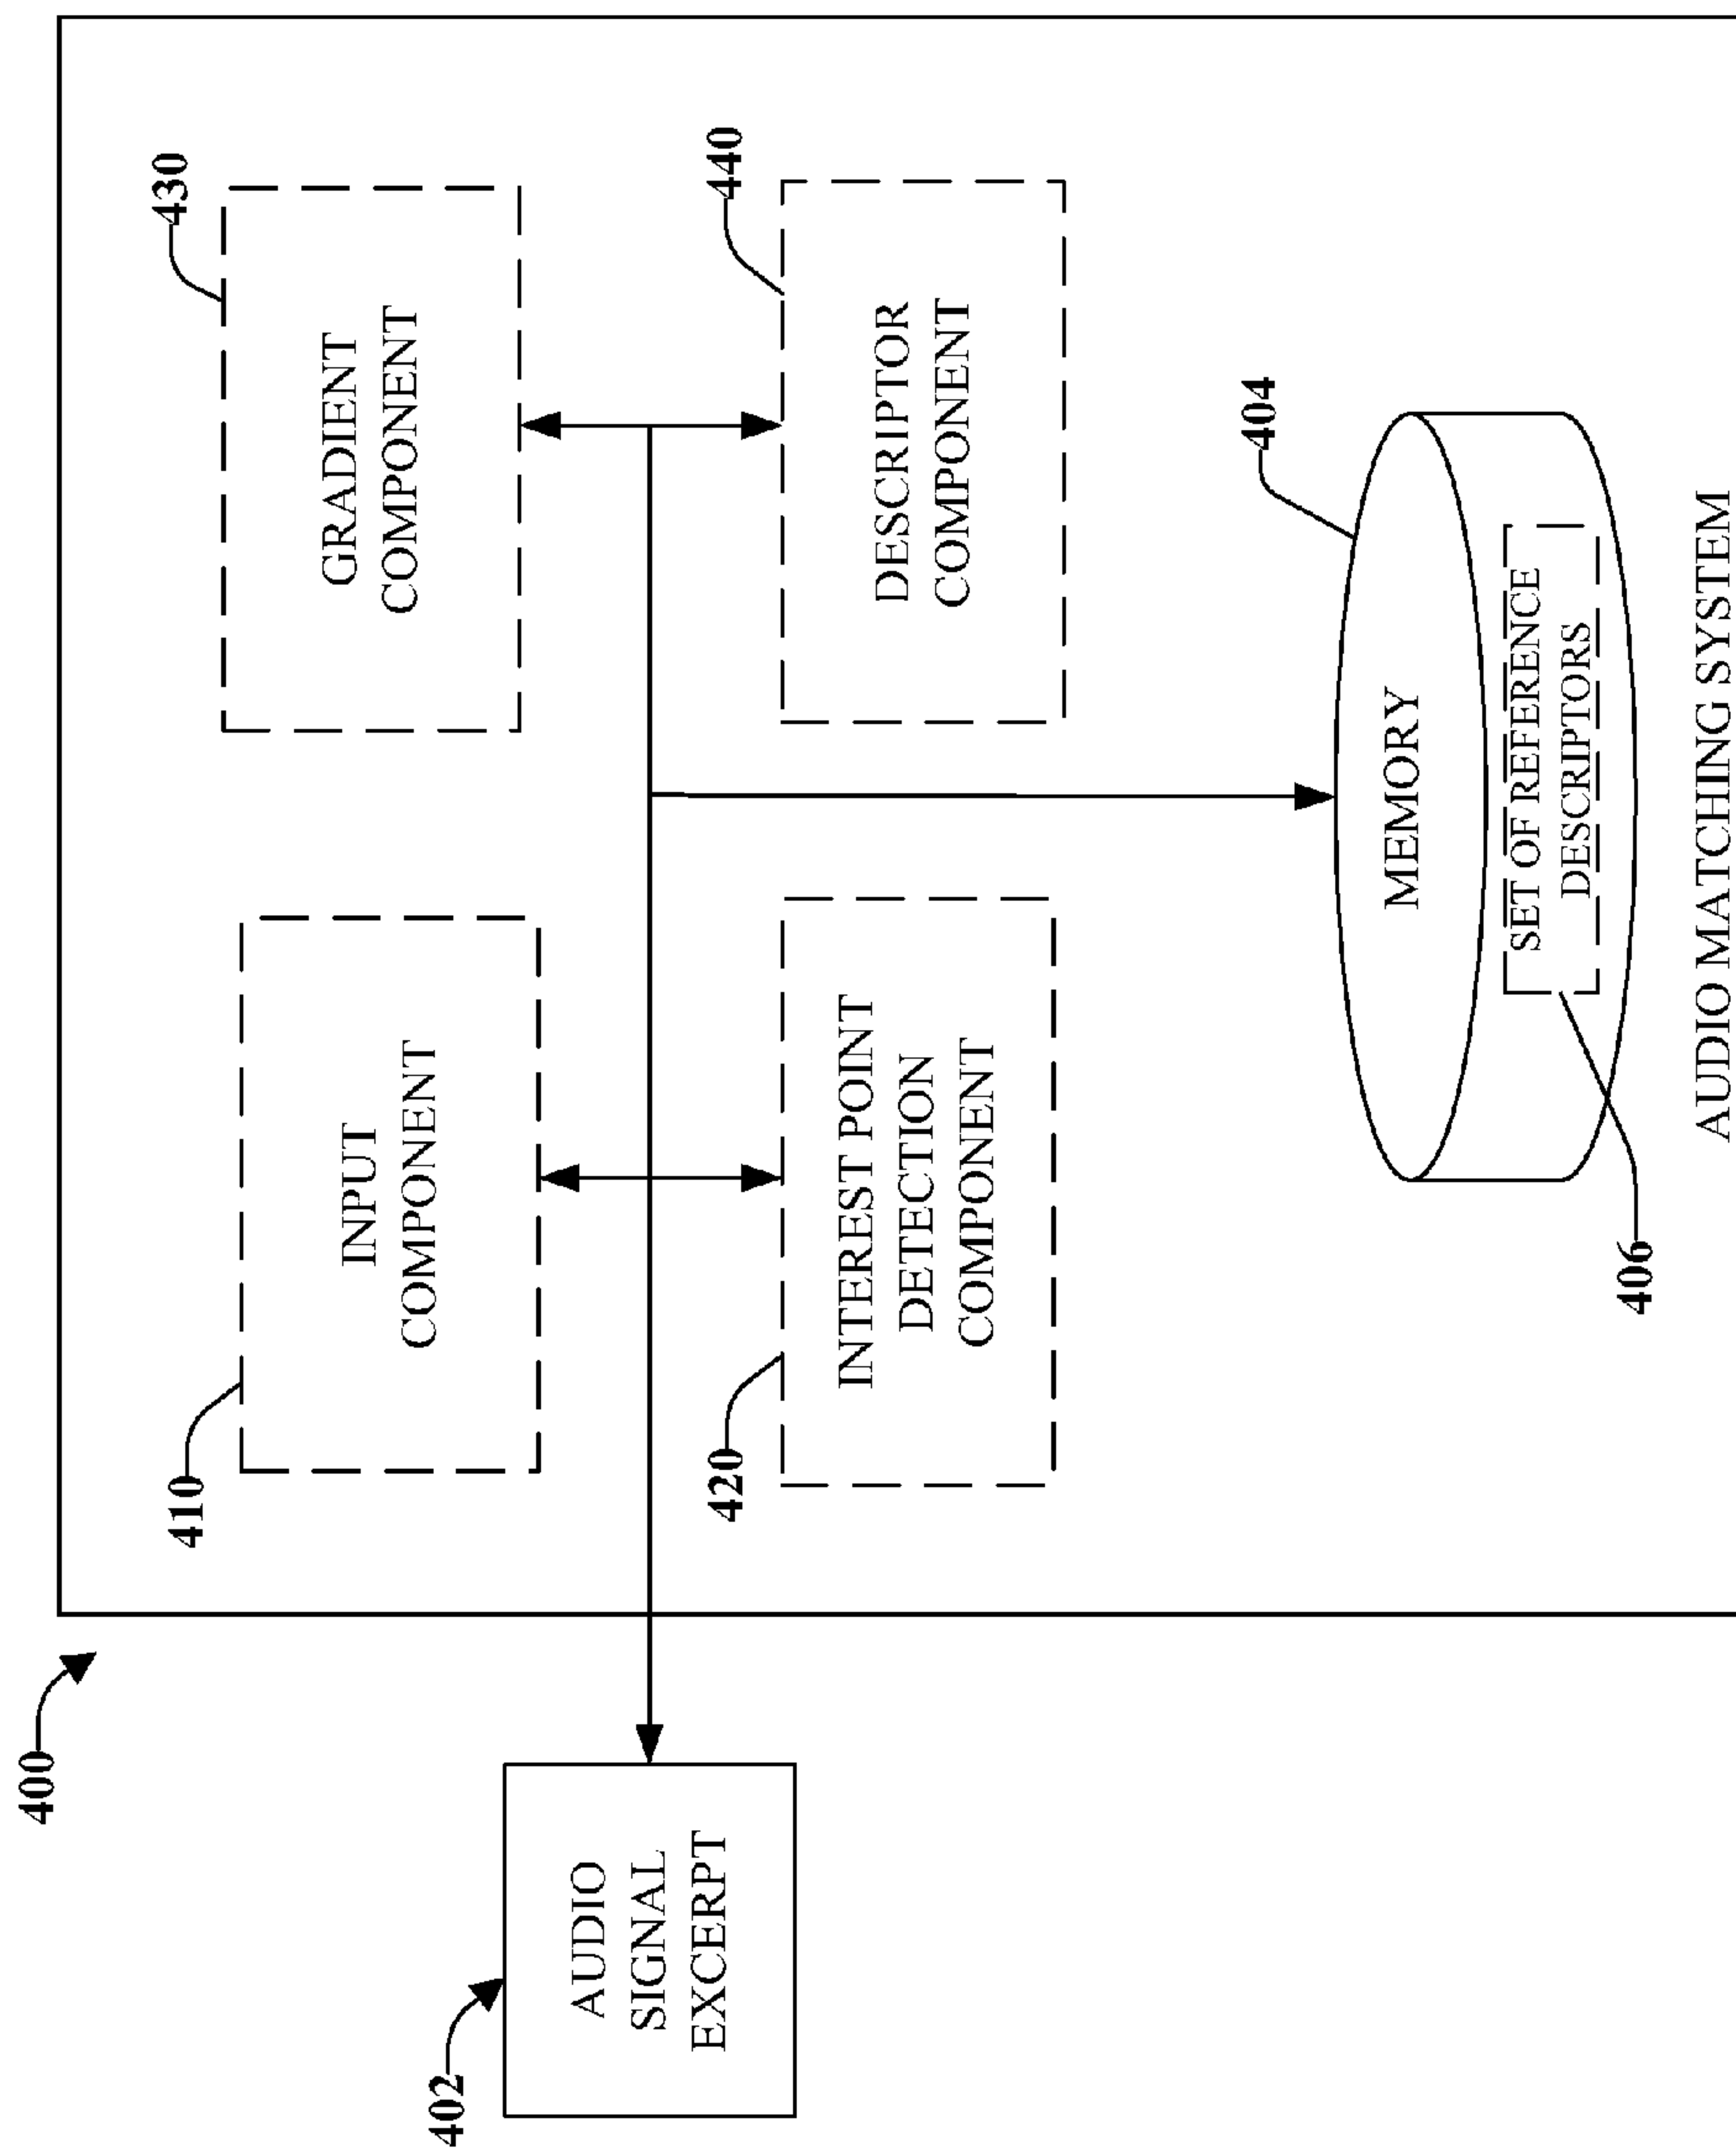 400
402
AUDIO
SIGNAL
EXCERPT
410
INPUT
COMPONENT
430
GRADIENT
COMPONENT
420
INTEREST POINT
DETECTION
COMPONENT
440
DESCRIPTOR
COMPONENT
404
MEMORY
SET OF REFERENCE
DESCRIPTORS
406
AUDIO MATCHING SYSTEM